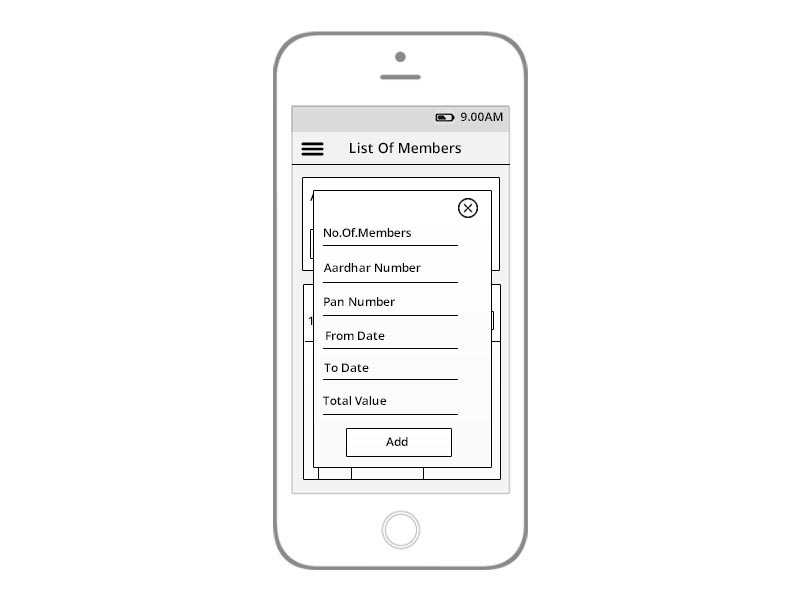 9.00AM
List Of Members
No.Of.Members
Aardhar Number
Pan Number
From Date
To Date
Total Value
Add